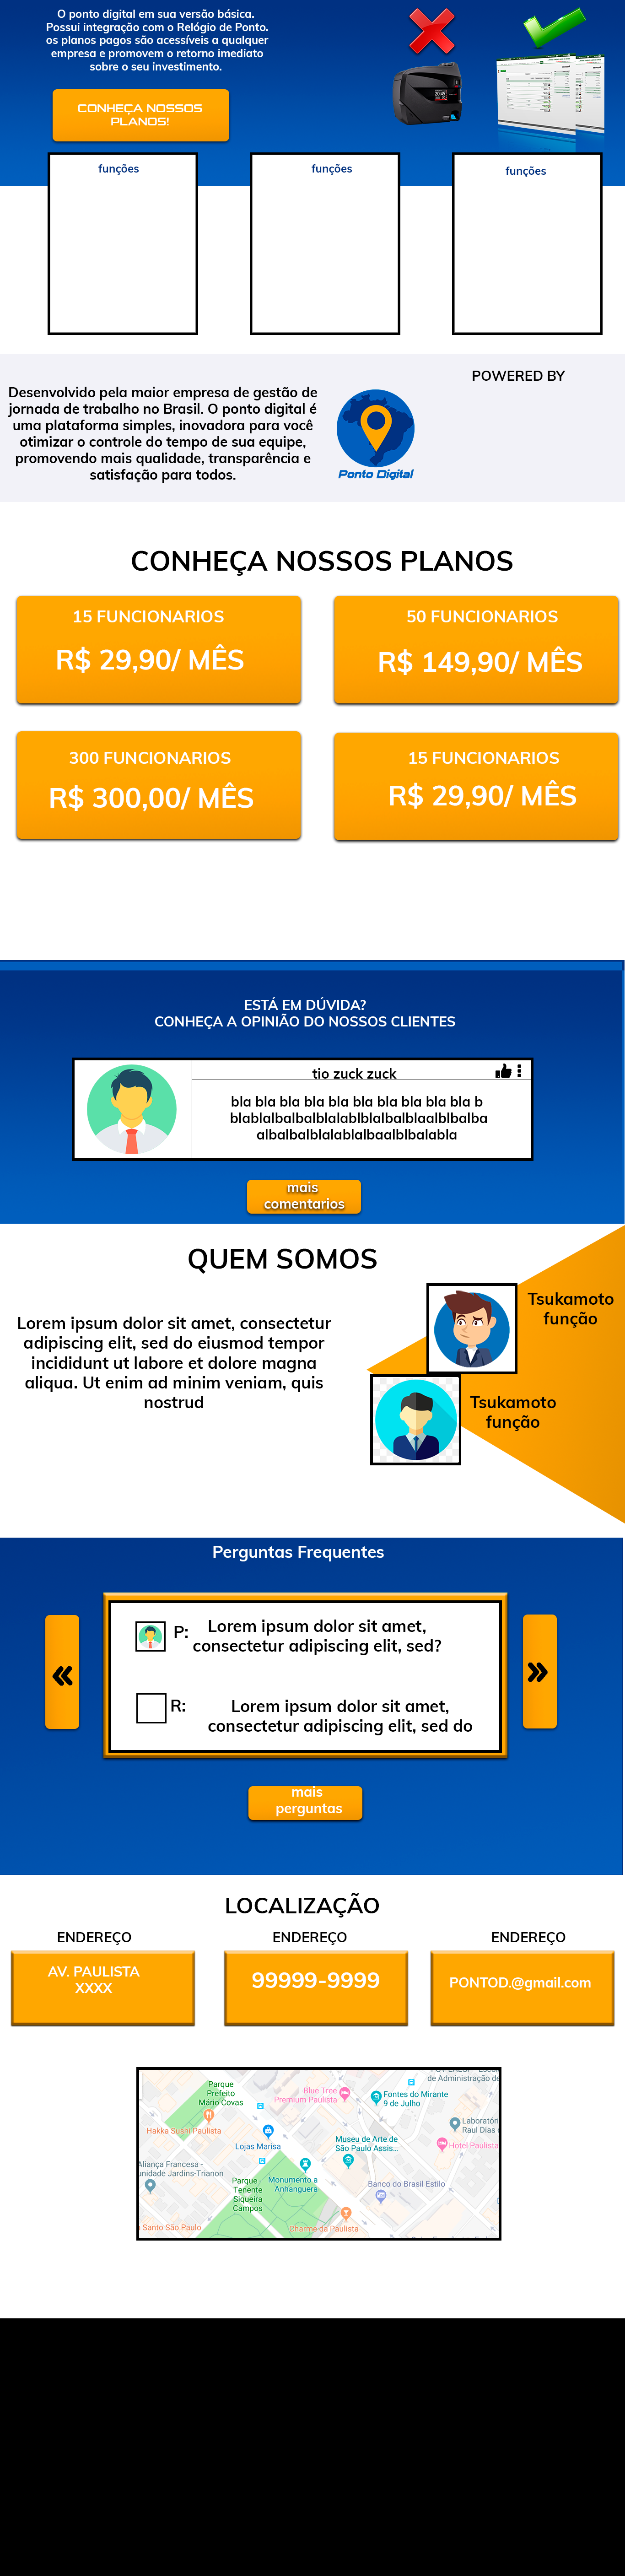 O ponto digital em sua versão básica.
Possui integração com o Relógio de Ponto.
os planos pagos são acessíveis a qualquer
empresa e promovem o retorno imediato
sobre o seu investimento.
CONHEÇA NOSSOS
PLANOS!
20:45
funções
funções
funções
Desenvolvido pela maior empresa de gestão de
jornada de trabalho no Brasil. O ponto digital é
uma plataforma simples, inovadora para você
otimizar o controle do tempo de sua equipe,
promovendo mais qualidade, transparência e
satisfação para todos.
Ponto Digital
POWERED BY
CONHEÇA NOSSOS PLANOS
15 FUNCIONARIOS
R$ 29,90/ MÊS
50 FUNCIONARIOS
R$ 149,90/ MÊS
300 FUNCIONARIOS
R$ 300,00/ MÊS
15 FUNCIONARIOS
R$ 29,90/ MÊS
ESTÁ EM DÚVIDA?
CONHEÇA A OPINIÃO DO NOSSOS CLIENTES
tio zuck zuck
bla bla bla bla bla bla bla bla bla bla b
blablalbalbalblalablblalbalblaalblbalba
albalbalblalablalbaalblbalabla
mais
comentarios
QUEM SOMOS
Lorem ipsum dolor sit amet, consectetur
adipiscing elit, sed do eiusmod tempor
incididunt ut labore et dolore magna
aliqua. Ut enim ad minim veniam, quis
nostrud
Tsukamoto
função
Tsukamoto
função
Perguntas Frequentes
«
P: Lorem ipsum dolor sit amet,
consectetur adipiscing elit, sed?
R: Lorem ipsum dolor sit amet,
consectetur adipiscing elit, sed do
»
mais
perguntas
LOCALIZAÇÃO
ENDEREÇO
AV. PAULISTA
XXXX
ENDEREÇO
99999-9999
ENDEREÇO
PONTOD.@gmail.com
de Administração de
Parque
Prefeito
Mário Covas
Blue Tree
Premium Paulista
Fontes do Mirante
9 de Julho
Hakka Sushi Paulista
Lojas Marisa
Museu de Arte de
São Paulo Assis...
Laboratóri
Raul Dias
Hotel Paulista
Aliança Francesa -
unidade Jardins-Trianon
Parque
Tenente
Siqueira
Campos
Monumento a
Anhanguera
Banco do Brasil Estilo
Santo São Paulo
Charme da Paulista